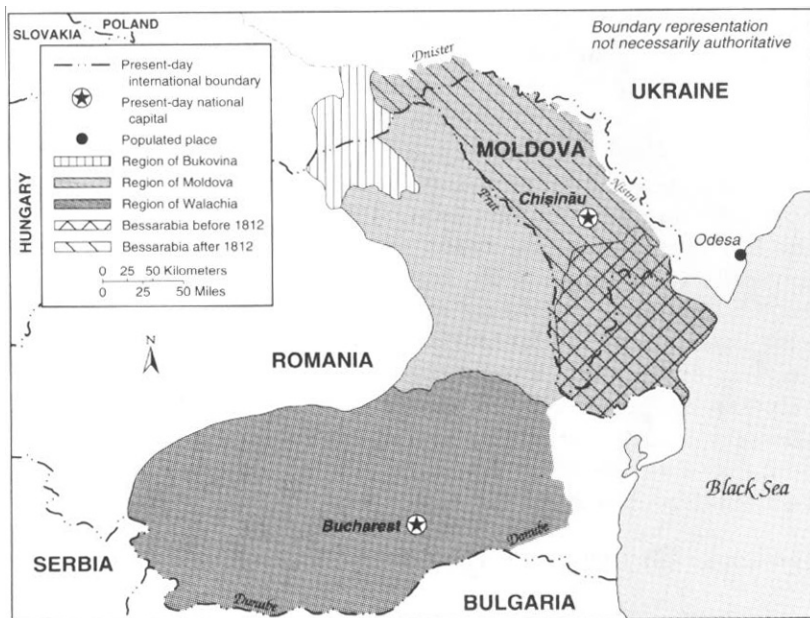 POLAND
SLOVAKIA
Boundary representation
not necessarily authoritative
Present-day
international boundary
Present-day national
capital
Populated place
Region of Bukovina
Region of Moldova
Region of Walachia
Bessarabia before 1812
Bessarabia after 1812
0 25 50 Kilometers
0 25 50 Miles
N
HUNGARY
Dnister
UKRAINE
MOLDOVA
Nistru
Prut
Chişinău
Odesa
ROMANIA
Black Sea
Bucharest
Danube
SERBIA
Danube
BULGARIA